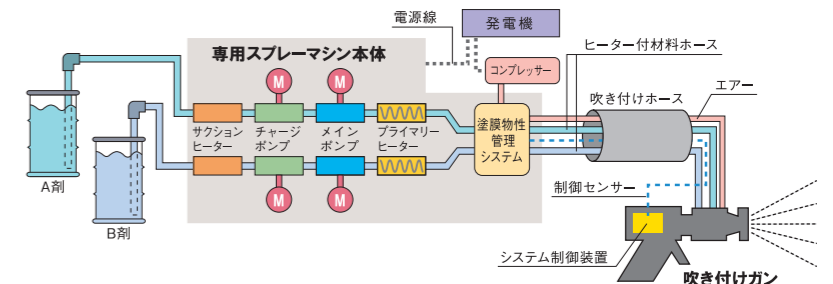 電源線
発電機
ヒーター付材料ホース
専用スプレーマシン本体
コンプレッサー
エアー
吹き付けホース
M
M
サクション
ヒーター
チャージ
ポンプ
メイン
ポンプ
プライマリー
ヒーター
塗膜物性
管理
システム
A剤
B剤
M
M
制御センサー
システム制御装置
吹き付けガン